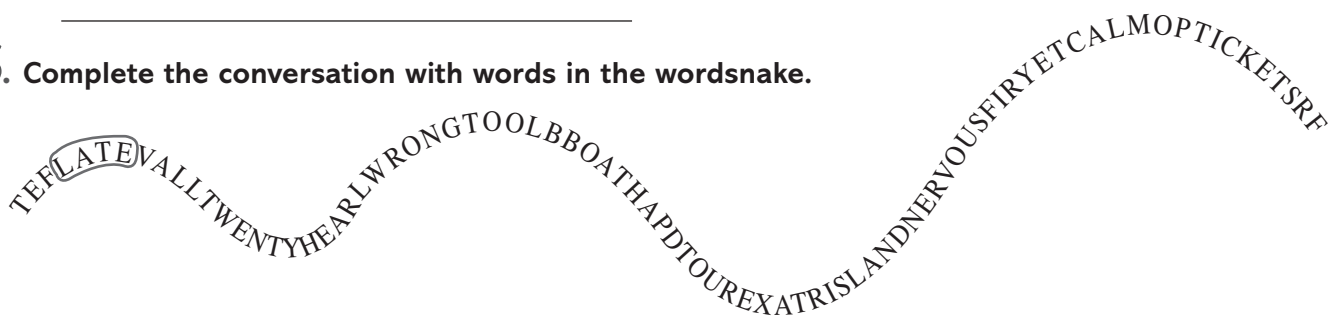 . Complete the conversation with words in the wordsnake.
TEFLATEVALLTWENTYHEARLWRONGTOOLBBOATHAPDTOUREXATRISLANDNERVOUSFIRYETCALMOPTICKETSRF